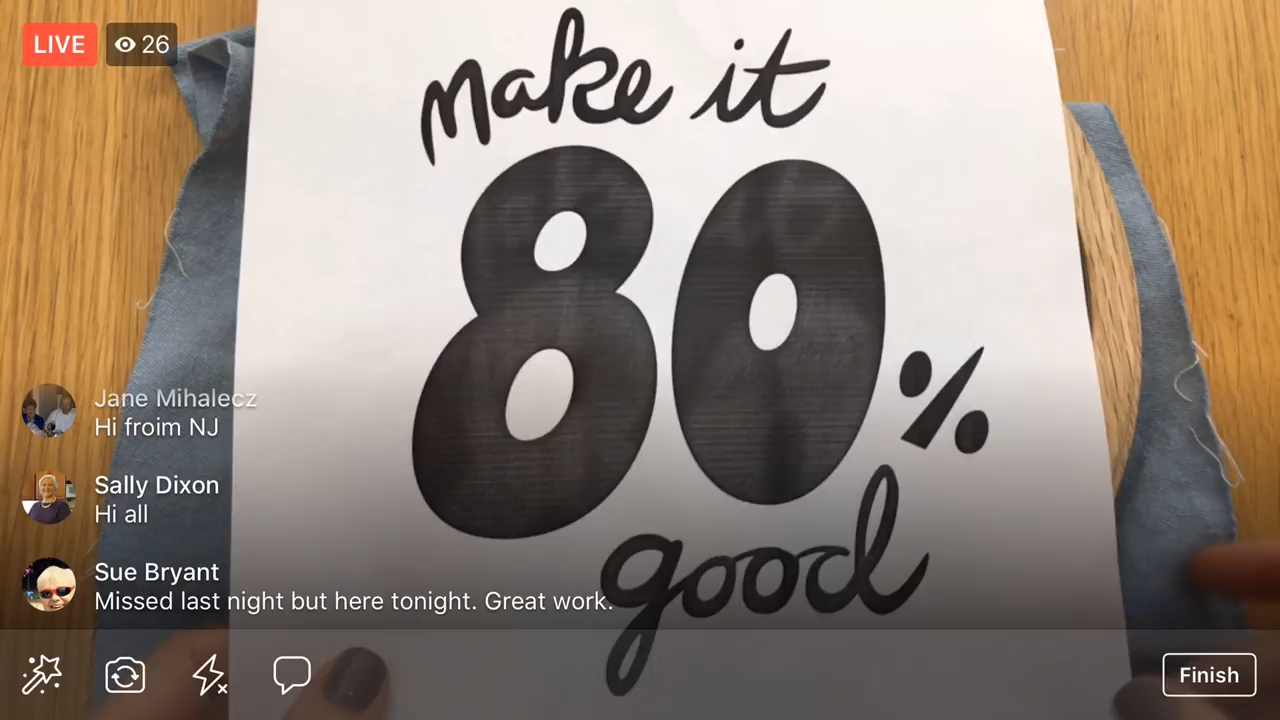 LIVE 26
make it
80%
good
Jane Mihalecz
Hi froim NJ
Sally Dixon
Hi all
Sue Bryant
Missed last night but here tonight. Great work.
Finish